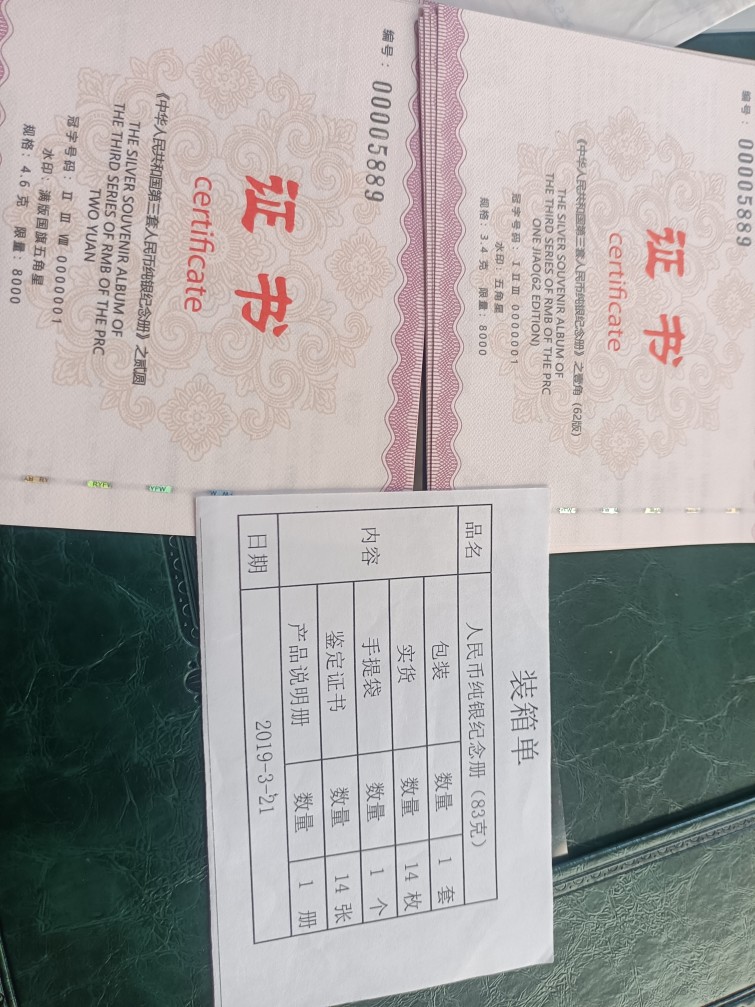 编号：00005889
证书
certificate
《中华人民共和国第三套人民币纯银纪念册》之贰圆
THE SILVER SOUVENIR ALBUM OF
THE THIRD SERIES OF RMB OF THE PRC
TWO YUAN
冠字号码：Ⅱ Ⅲ Ⅷ 0000001
水印：满版国旗五角星
规格：4.6 克 限量：8000
编号：00005889
证书
certificate
《中华人民共和国第三套人民币纯银纪念册》之壹角（62版）
THE SILVER SOUVENIR ALBUM OF
THE THIRD SERIES OF RMB OF THE PRC
ONE JIAO(62 EDITION)
冠字号码：Ⅰ Ⅱ Ⅲ 0000001
水印：五角星
规格：3.4 克 限量：8000
RYFW
装箱单
品名 人民币纯银纪念册（83克）
内容 包装 数量 1 套
实货 数量 14 枚
手提袋 数量 1 个
鉴定证书 数量 14 张
产品说明册 数量 1 册
日期 2019-3-21